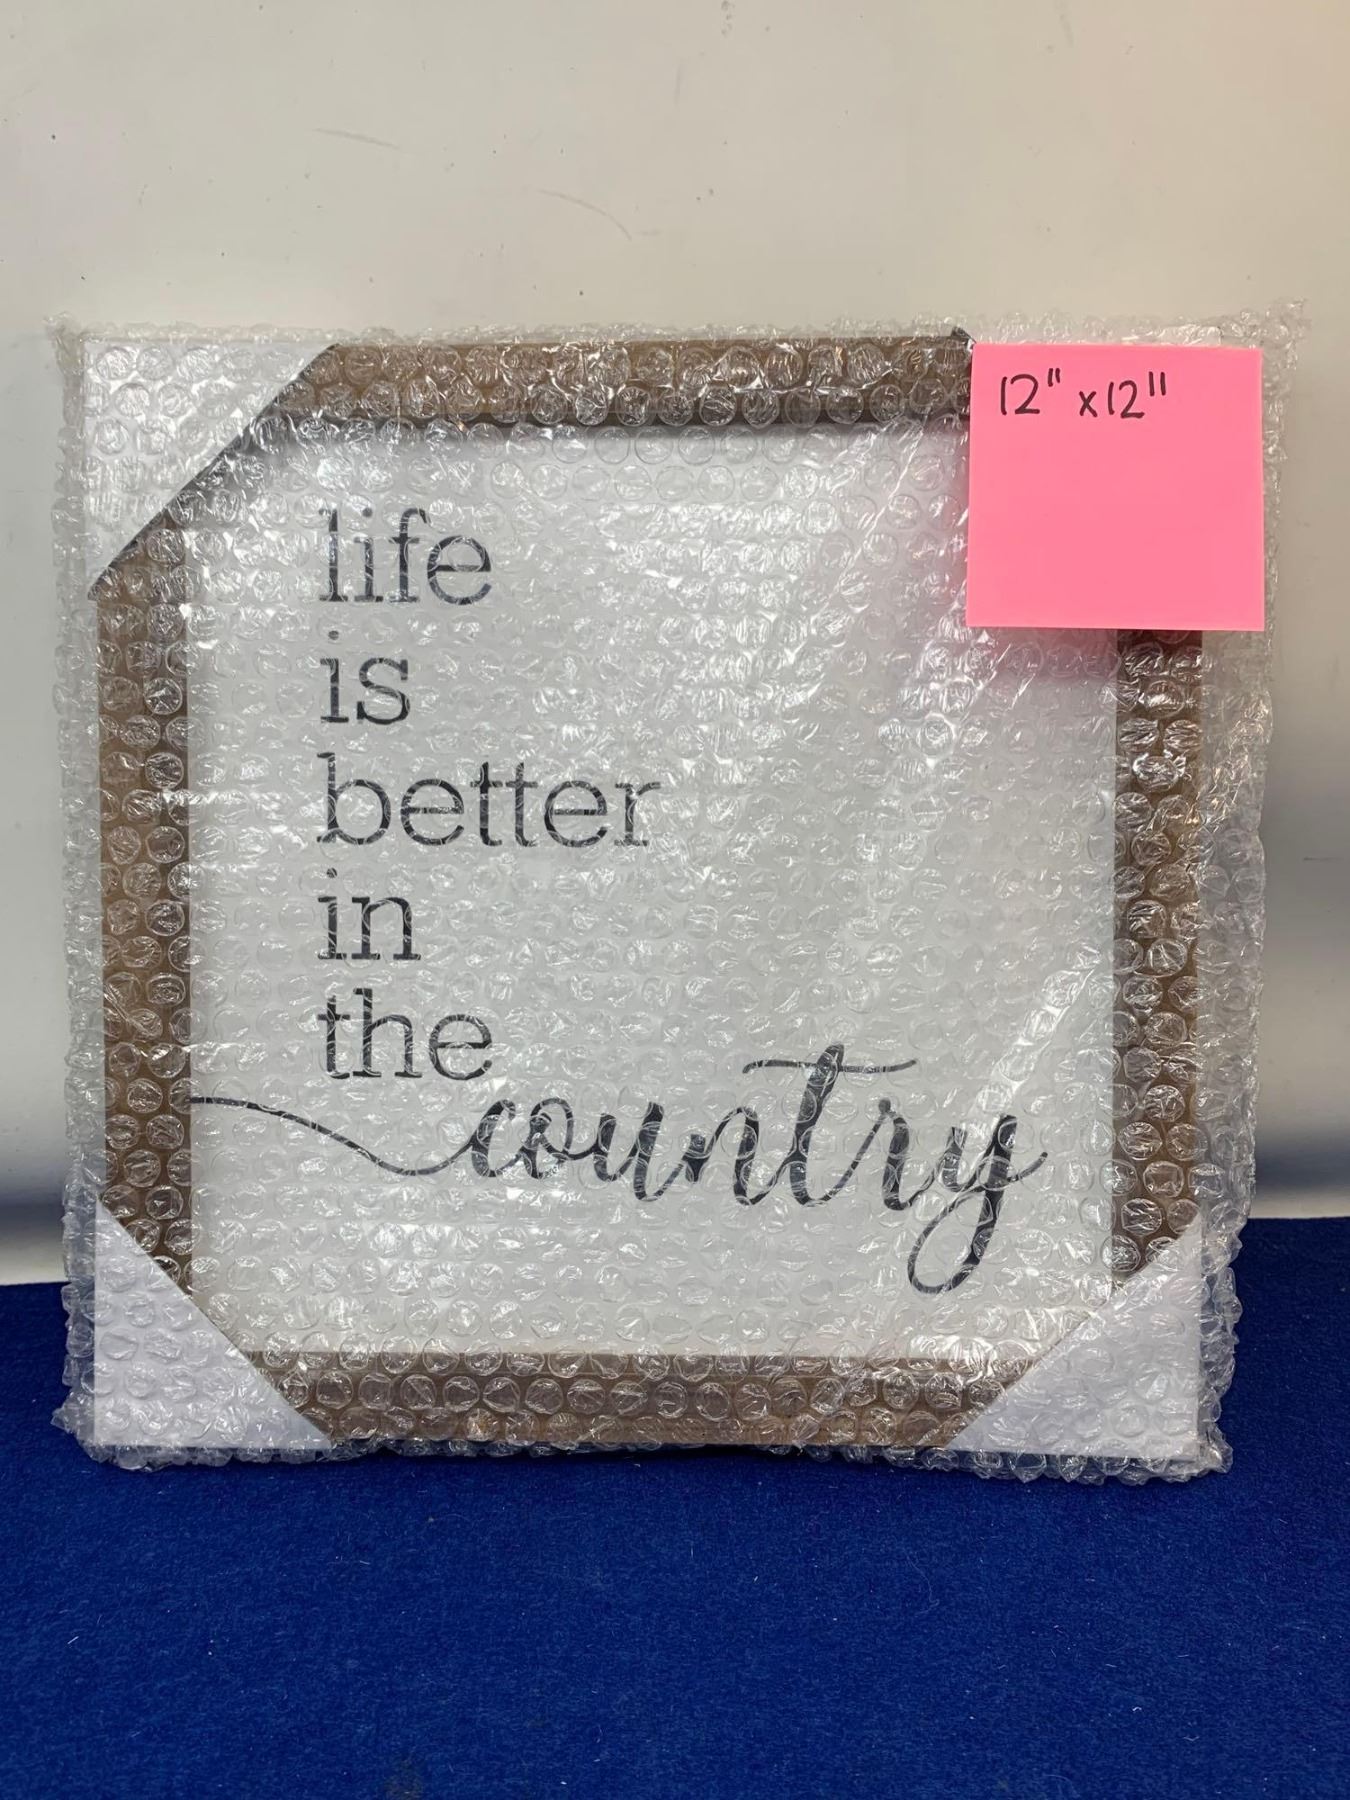 12" x 12"
life
is
better
in
the
country